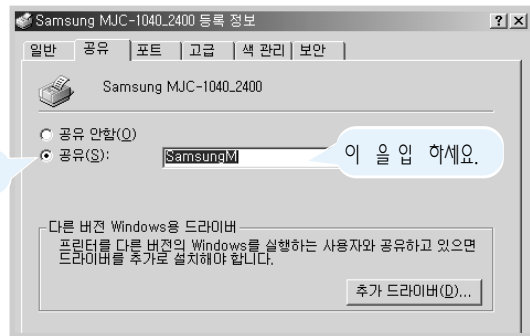 Samsung MJC-1040_2400 등록 정보
일반 공유 포트 고급 색 관리 보안
Samsung MJC-1040_2400
공유 안함(O)
공유(S): SamsungM
이 을 입 하세요.
다른 버전 Windows용 드라이버
프린터를 다른 버전의 Windows를 실행하는 사용자와 공유하고 있으면
드라이버를 추가로 설치해야 합니다.
추가 드라이버(D)...